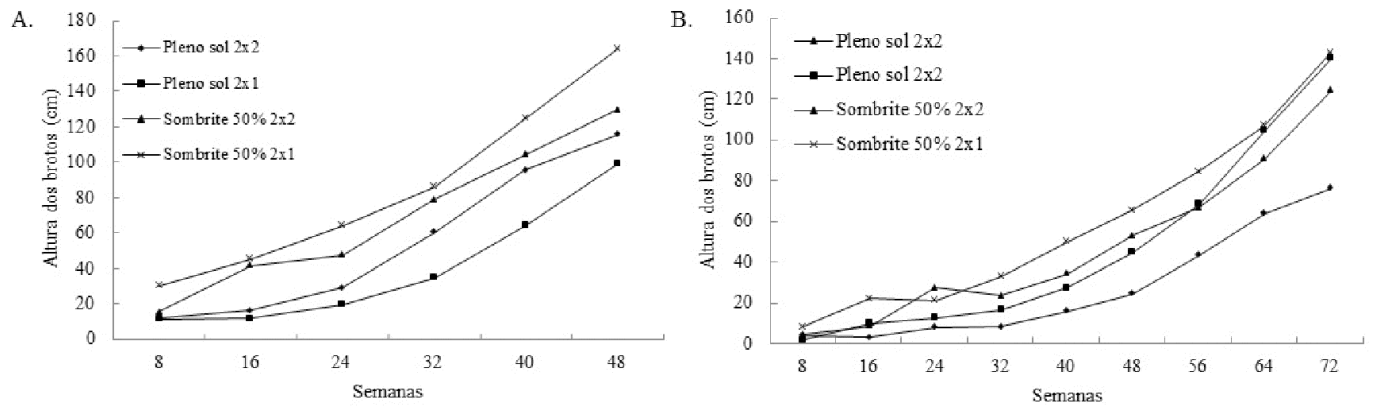 A.
Altura dos brotos (cm)
180
160
140
120
100
80
60
40
20
0
Pleno sol 2x2
Pleno sol 2x1
Sombrite 50% 2x2
Sombrite 50% 2x1
8 16 24 32 40 48
Semanas
B.
Altura dos brotos (cm)
160
140
120
100
80
60
40
20
0
Pleno sol 2x2
Pleno sol 2x2
Sombrite 50% 2x2
Sombrite 50% 2x1
8 16 24 32 40 48 56 64 72
Semanas